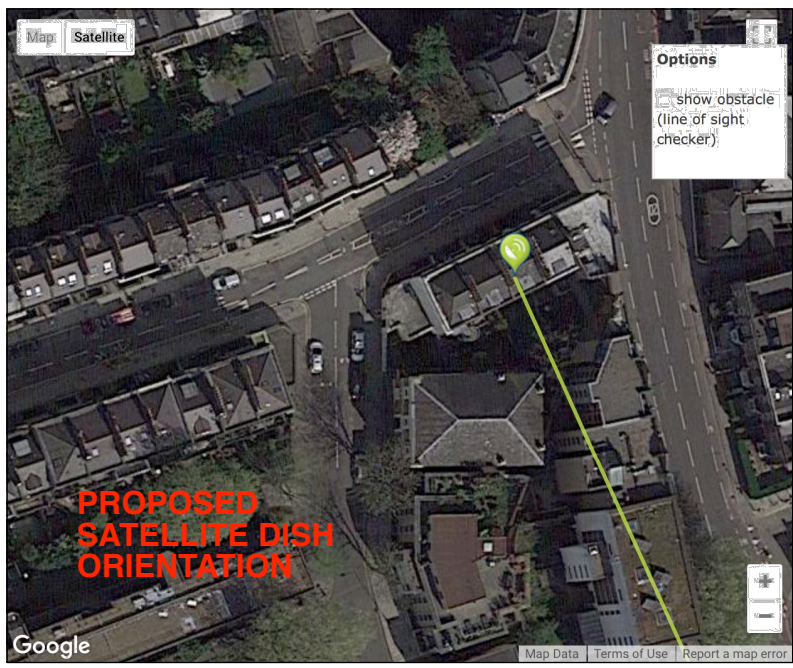 Map
Satellite
Options
show obstacle
(line of sight
checker)
PROPOSED
SATELLITE DISH
ORIENTATION
Google
Map Data
Terms of Use
Report a map error